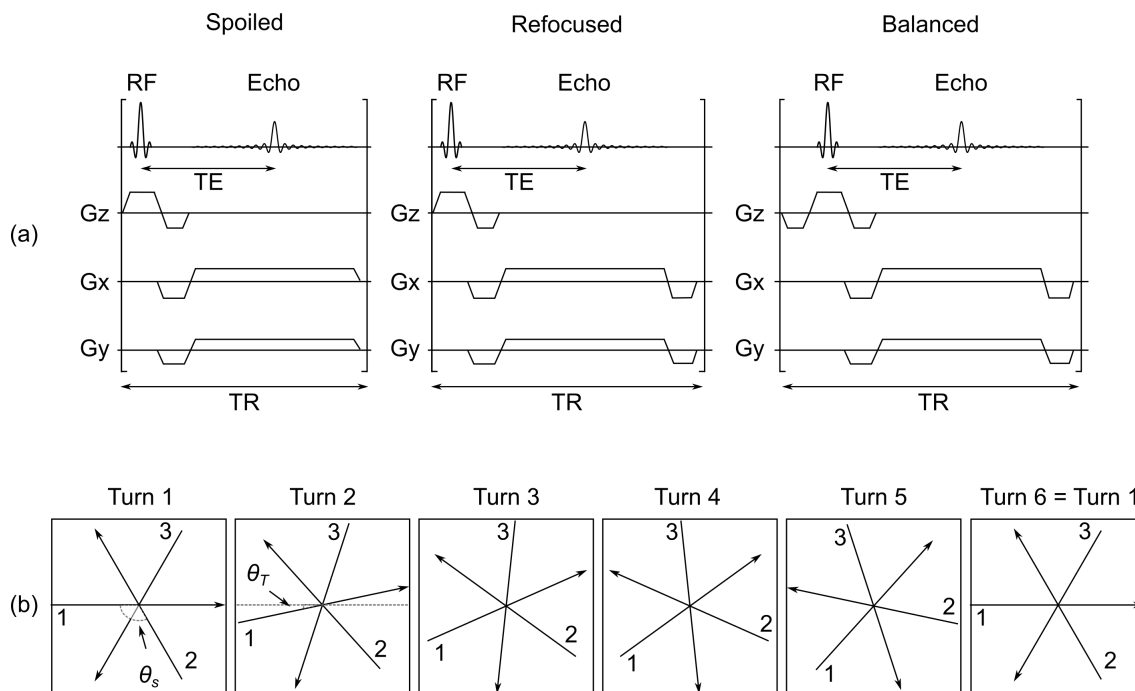 Spoiled Refocused Balanced
RF Echo RF Echo RF Echo
TE TE TE
(a)
Gz Gz Gz
Gx Gx Gx
Gy Gy Gy
TR TR TR
Turn 1 Turn 2 Turn 3 Turn 4 Turn 5 Turn 6 = Turn 1
(b)
1 2 3 θs
1 2 3 θT
1 2 3
1 2 3
1 2 3
1 2 3